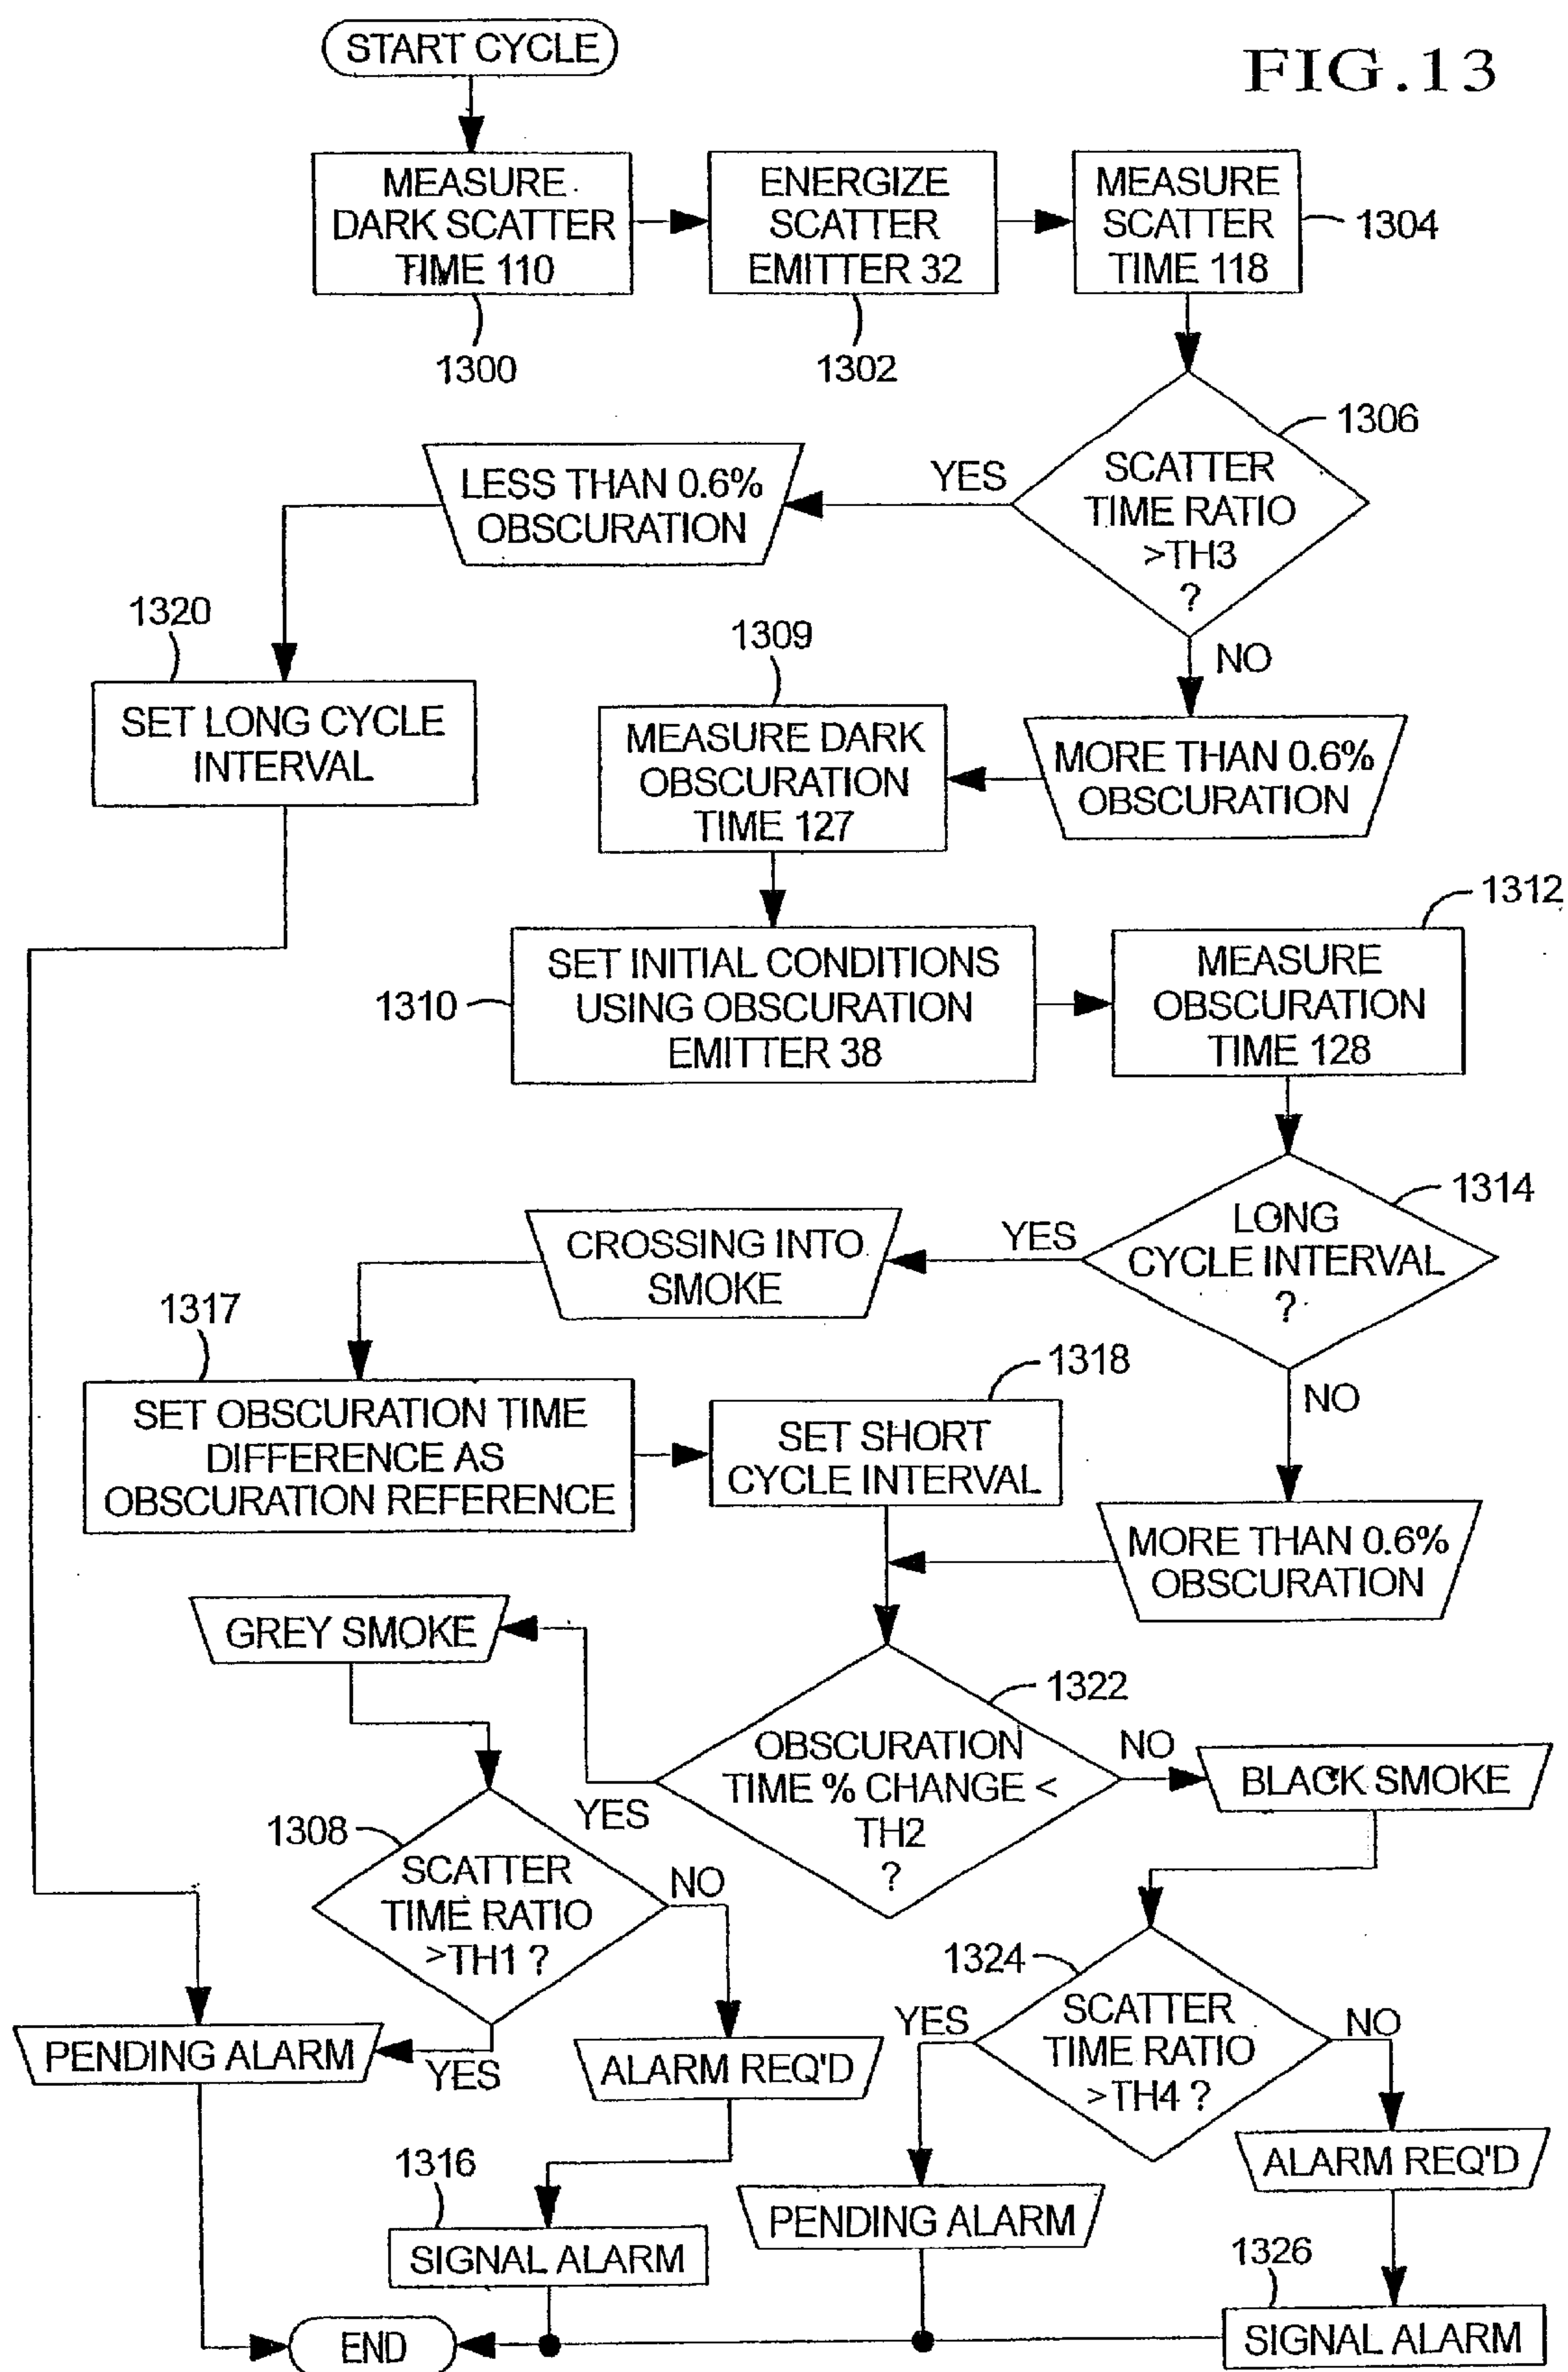 START CYCLE
FIG.13
MEASURE
DARK SCATTER
TIME 110
1300
ENERGIZE
SCATTER
EMITTER 32
1302
MEASURE
SCATTER
TIME 118
1304
SCATTER
TIME RATIO
>TH3
?
1306
YES
LESS THAN 0.6%
OBSCURATION
1320
SET LONG CYCLE
INTERVAL
NO
MORE THAN 0.6%
OBSCURATION
1309
MEASURE DARK
OBSCURATION
TIME 127
1310
SET INITIAL CONDITIONS
USING OBSCURATION
EMITTER 38
1312
MEASURE
OBSCURATION
TIME 128
1314
LONG
CYCLE INTERVAL
?
YES
CROSSING INTO
SMOKE
1317
SET OBSCURATION TIME
DIFFERENCE AS
OBSCURATION REFERENCE
1318
SET SHORT
CYCLE INTERVAL
NO
MORE THAN 0.6%
OBSCURATION
GREY SMOKE
1322
OBSCURATION
TIME % CHANGE <
TH2
?
YES
NO
BLACK SMOKE
1308
SCATTER
TIME RATIO
>TH1 ?
NO
YES
PENDING ALARM
ALARM REQ'D
1316
SIGNAL ALARM
1324
SCATTER
TIME RATIO
>TH4 ?
YES
NO
PENDING ALARM
ALARM REQ'D
1326
SIGNAL ALARM
END